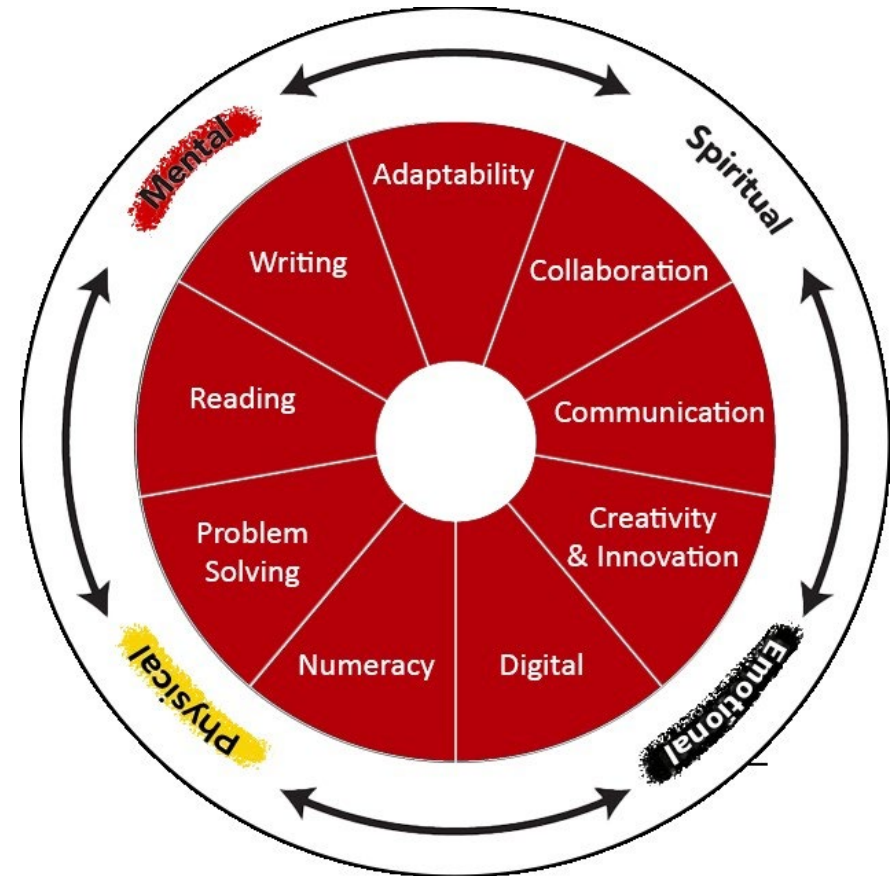 Mental
Spiritual
Adaptability
Collaboration
Communication
Creativity
& Innovation
Digital
Numeracy
Problem
Solving
Reading
Writing
Physical
Emotional